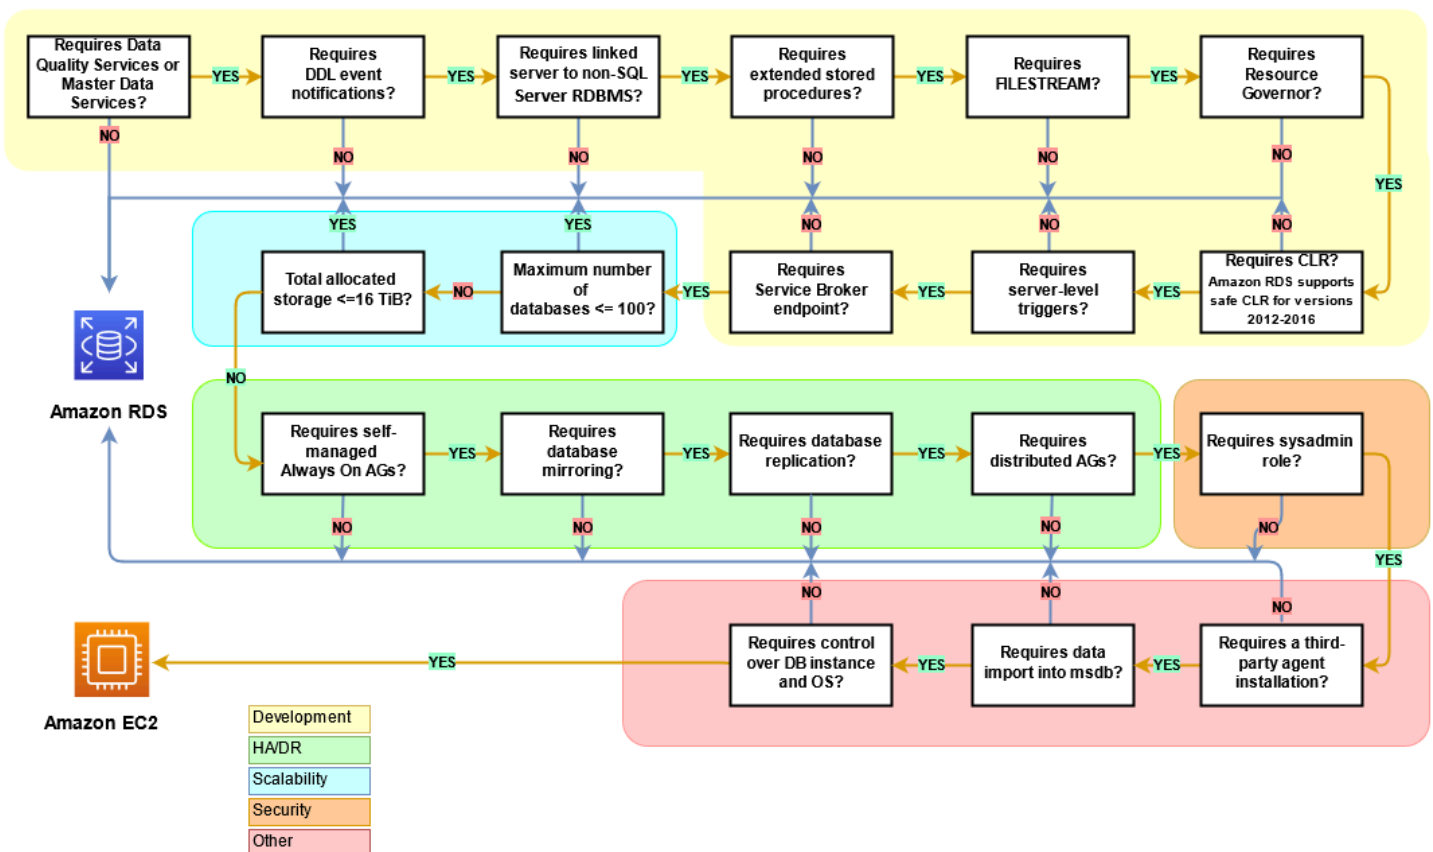 Requires Data
Quality Services or
Master Data
Services?
YES
Requires
DDL event
notifications?
YES
Requires linked
server to non-SQL
Server RDBMS?
YES
Requires
extended stored
procedures?
YES
Requires
FILESTREAM?
YES
Requires
Resource
Governor?
NO
NO
NO
NO
NO
NO
YES
YES
YES
NO
NO
NO
Total allocated
storage <=16 TiB?
NO
Maximum number
of
databases <= 100?
YES
Requires
Service Broker
endpoint?
YES
Requires
server-level
triggers?
YES
Requires CLR?
Amazon RDS supports
safe CLR for versions
2012-2016
NO
Amazon RDS
Requires self-
managed
Always On AGs?
YES
Requires
database
mirroring?
YES
Requires database
replication?
YES
Requires
distributed AGs?
YES
Requires sysadmin
role?
NO
NO
NO
NO
NO
YES
NO
NO
NO
YES
Requires control
over DB instance
and OS?
YES
Requires data
import into msdb?
YES
Requires a third-
party agent
installation?
Amazon EC2
Development
HA/DR
Scalability
Security
Other